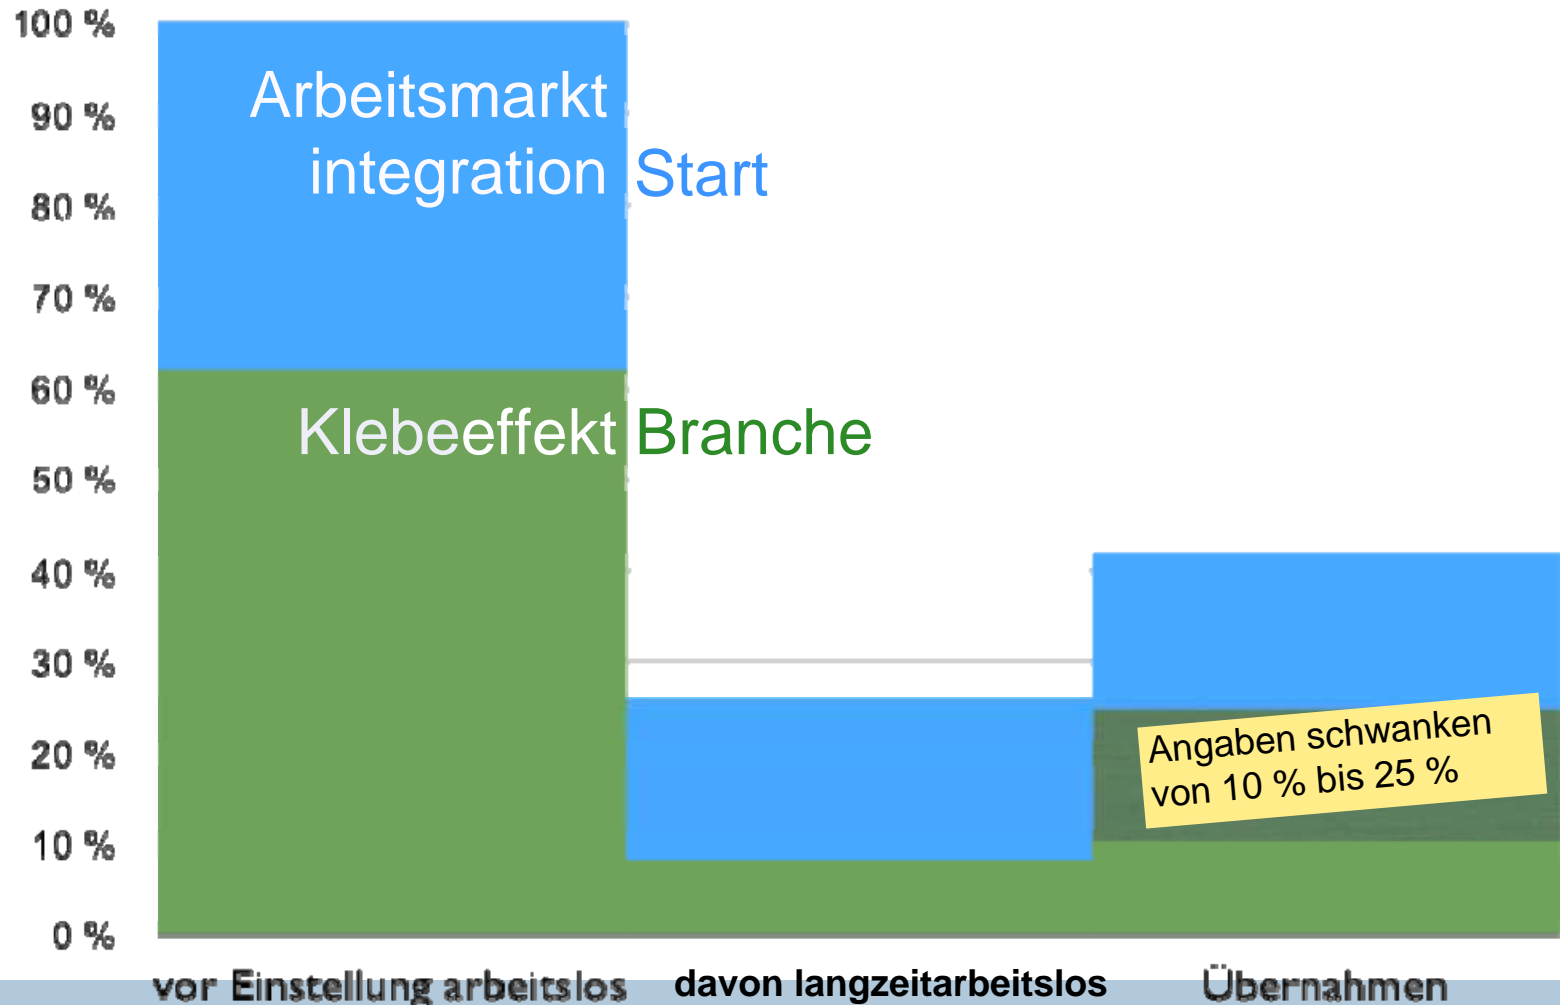 100 %
90 %
80 %
70 %
60 %
50 %
40 %
30 %
20 %
10 %
0 %
Arbeitsmarkt
integration Start
Klebeeffekt Branche
Angaben schwanken
von 10 % bis 25 %
vor Einstellung arbeitslos davon langzeitarbeitslos Übernahmen